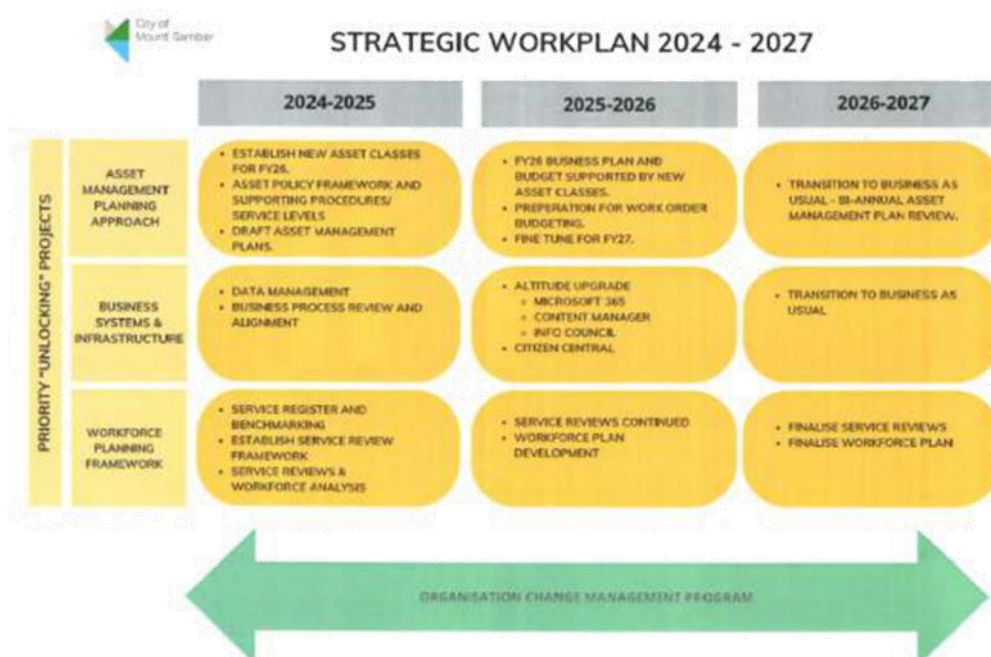 City of
Mount Gambier
STRATEGIC WORKPLAN 2024 - 2027
2024-2025
2025-2026
2026-2027
PRIORITY "UNLOCKING" PROJECTS
ASSET
MANAGEMENT
PLANNING
APPROACH
• ESTABLISH NEW ASSET CLASSES
FOR FY26.
• ASSET POLICY FRAMEWORK AND
SUPPORTING PROCEDURES/
SERVICE LEVELS
• DRAFT ASSET MANAGEMENT
PLANS.
• FY26 BUSINESS PLAN AND
BUDGET SUPPORTED BY NEW
ASSET CLASSES.
• PREPARATION FOR WORK ORDER
BUDGETING.
• FINE TUNE FOR FY27.
• TRANSITION TO BUSINESS AS
USUAL - BI-ANNUAL ASSET
MANAGEMENT PLAN REVIEW.
BUSINESS
SYSTEMS &
INFRASTRUCTURE
• DATA MANAGEMENT
• BUSINESS PROCESS REVIEW AND
ALIGNMENT
• ALTITUDE UPGRADE
MICROSOFT 365
CONTENT MANAGER
INFO COUNCIL
• CITIZEN CENTRAL
• TRANSITION TO BUSINESS AS
USUAL
WORKFORCE
PLANNING
FRAMEWORK
• SERVICE REGISTER AND
BENCHMARKING
• ESTABLISH SERVICE REVIEW
FRAMEWORK
• SERVICE REVIEWS &
WORKFORCE ANALYSIS
• SERVICE REVIEWS CONTINUED
• WORKFORCE PLAN
DEVELOPMENT
• FINALISE SERVICE REVIEWS
• FINALISE WORKFORCE PLAN
ORGANISATION CHANGE MANAGEMENT PROGRAM